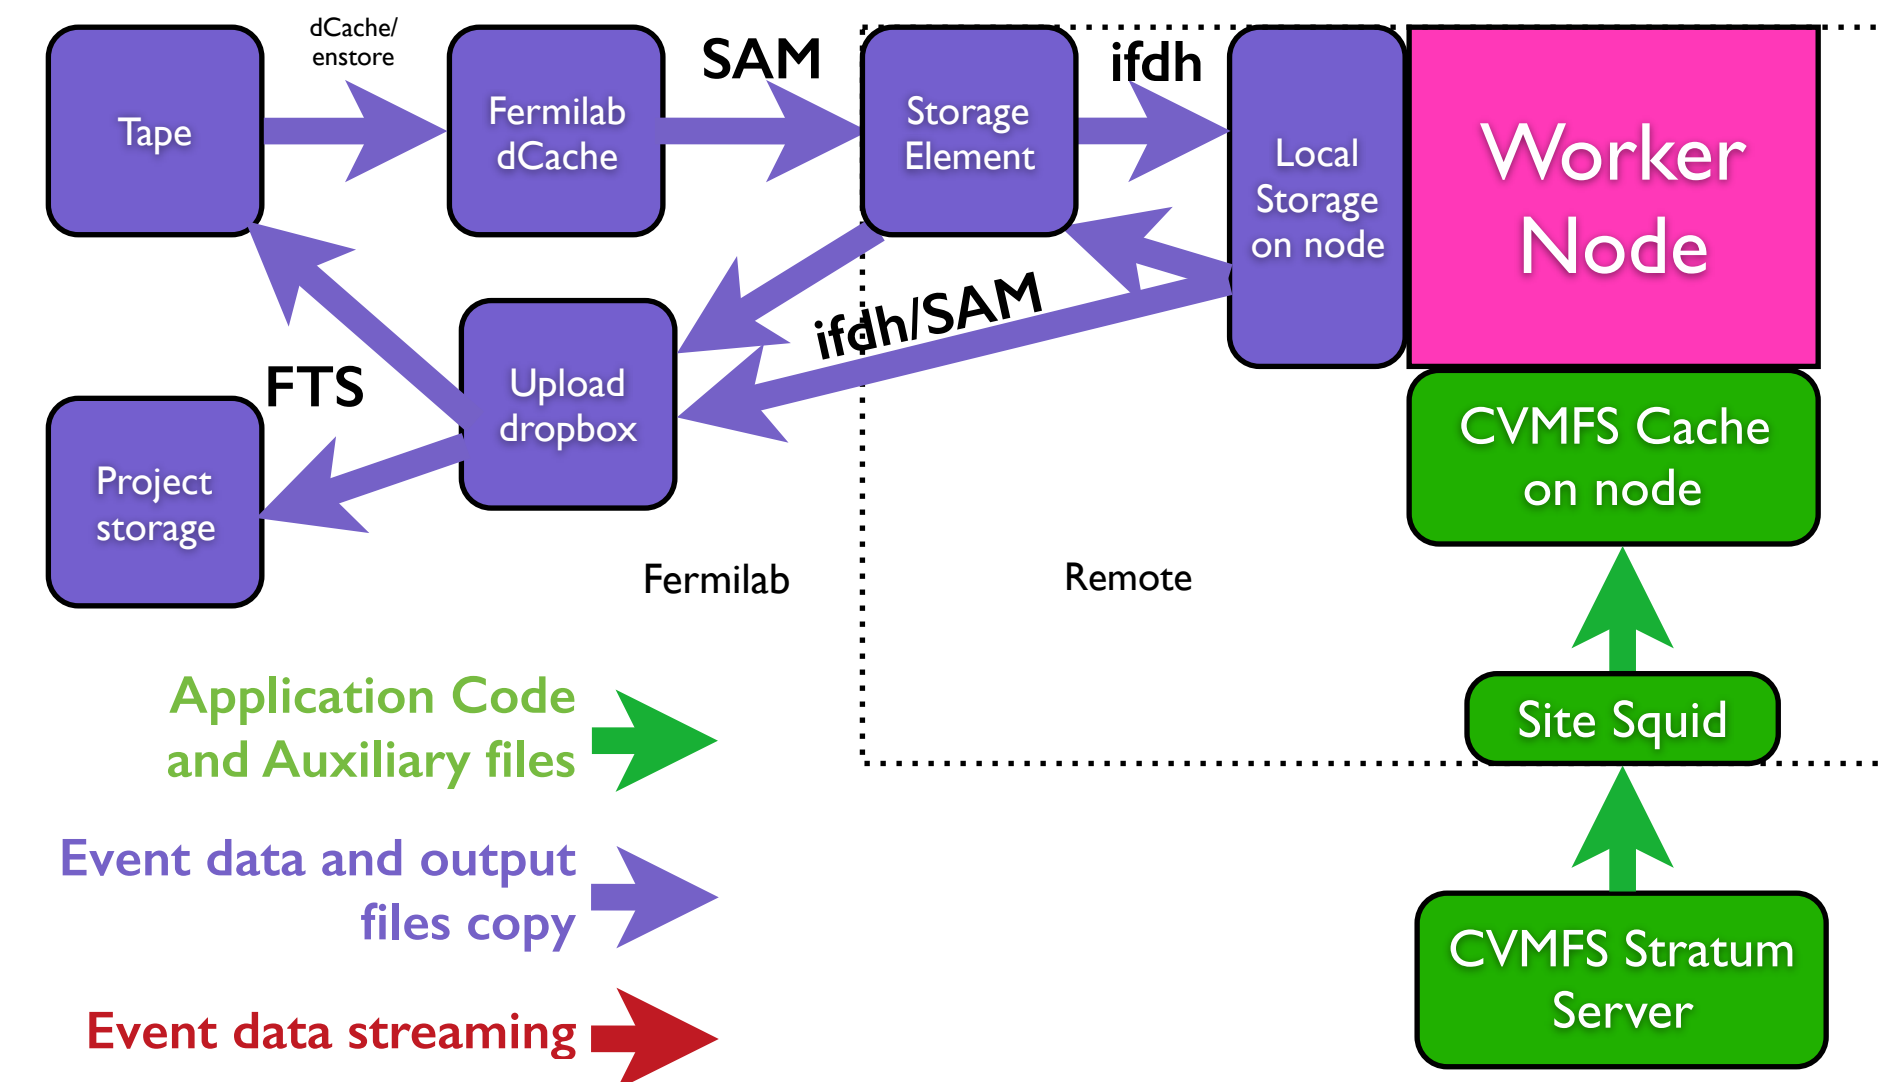 dCache/
enstore
Tape
Fermilab
dCache
SAM
Storage
Element
ifdh
Local
Storage
on node
Worker
Node
ifdh/SAM
FTS
Upload
dropbox
Project
storage
CVMFS Cache
on node
Fermilab
Remote
Site Squid
Application Code
and Auxiliary files
Event data and output
files copy
CVMFS Stratum
Server
Event data streaming